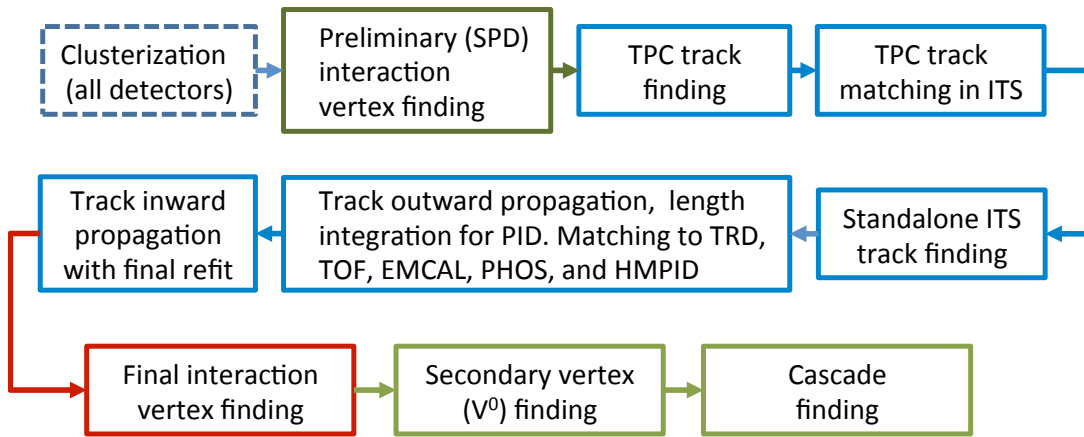 Clusterization
(all detectors)
Preliminary (SPD)
interaction
vertex finding
TPC track
finding
TPC track
matching in ITS
Standalone ITS
track finding
Track outward propagation, length
integration for PID. Matching to TRD,
TOF, EMCAL, PHOS, and HMPID
Track inward
propagation
with final refit
Final interaction
vertex finding
Secondary vertex
(V⁰) finding
Cascade
finding